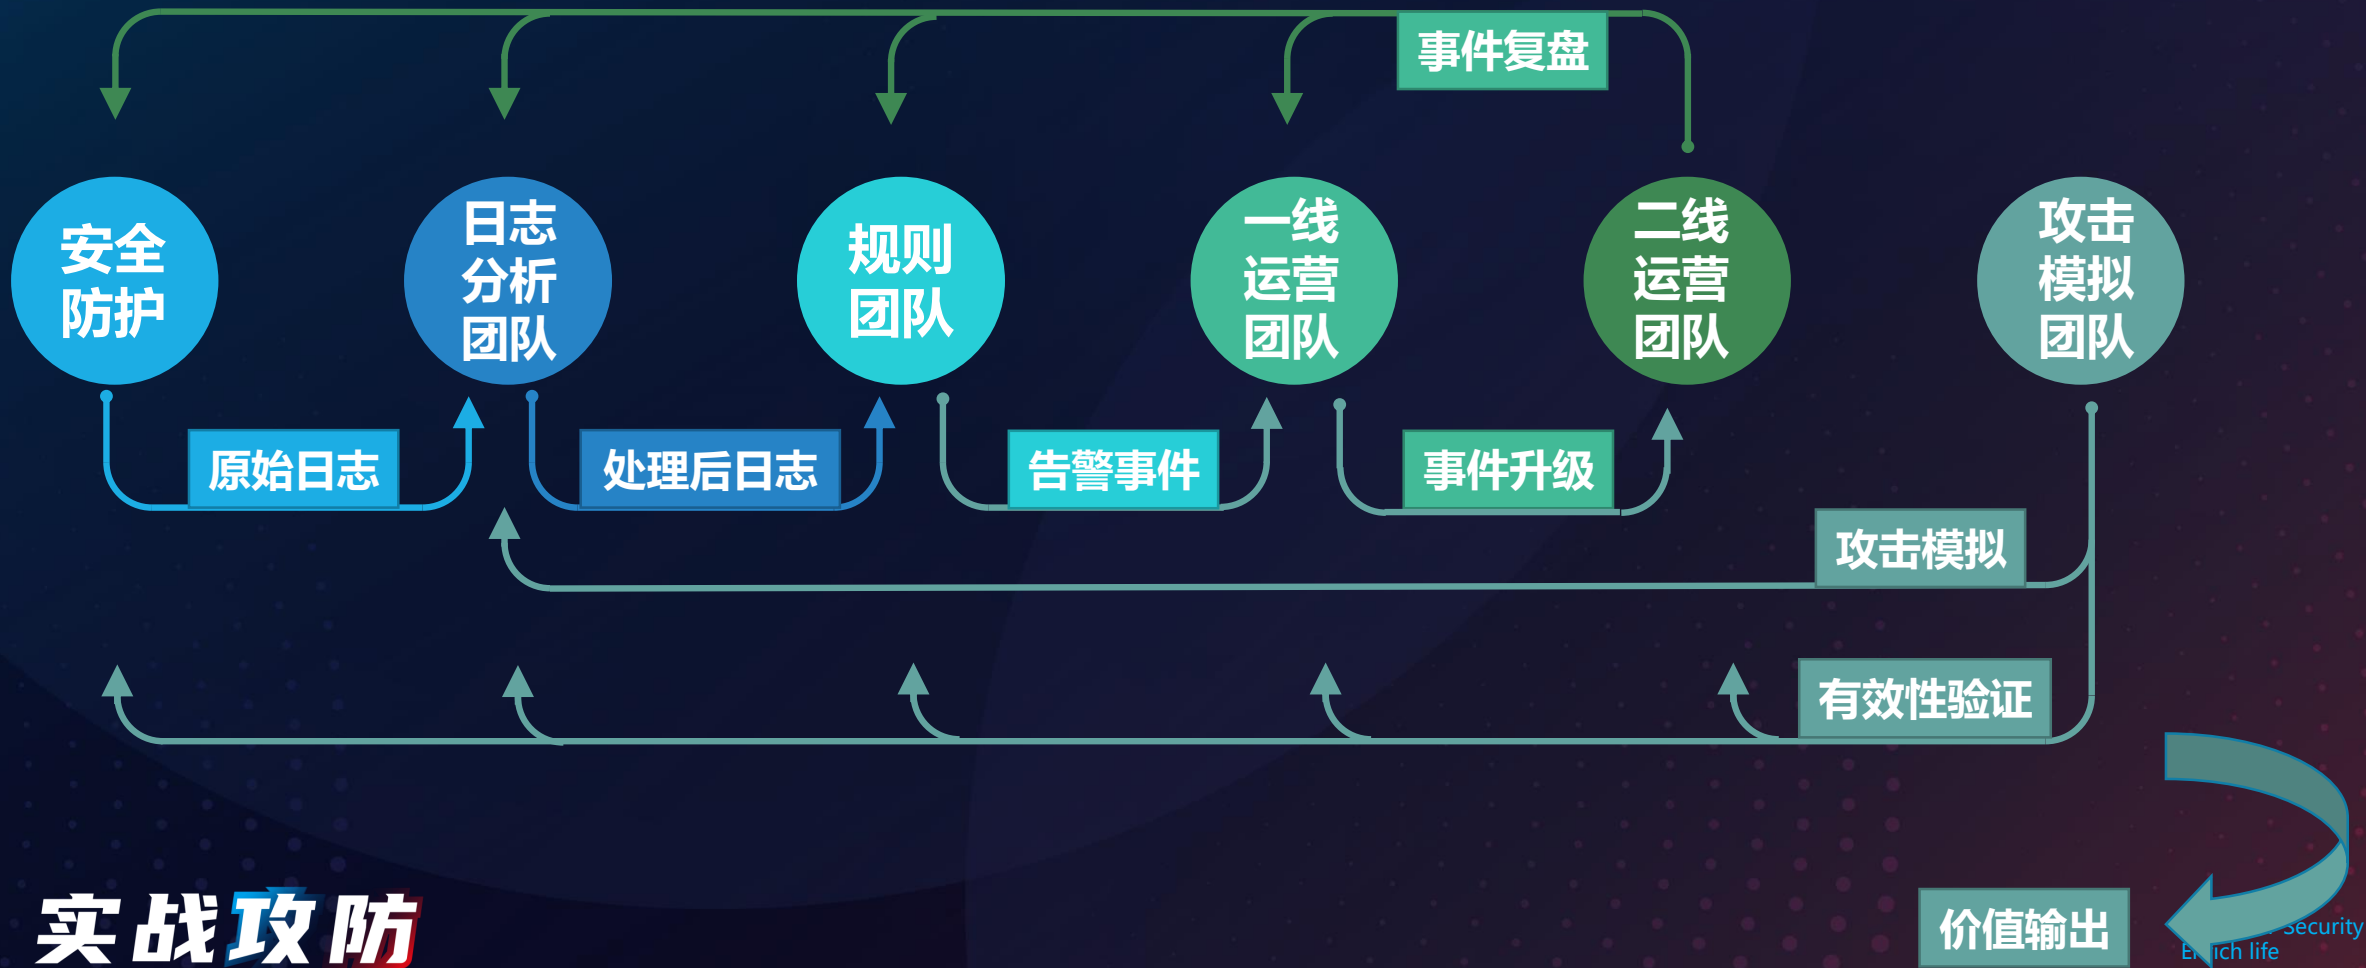 事件复盘
安全
防护
日志
分析
团队
规则
团队
一线
运营
团队
二线
运营
团队
攻击
模拟
团队
原始日志
处理后日志
告警事件
事件升级
攻击模拟
有效性验证
价值输出
实战攻防
Security
life